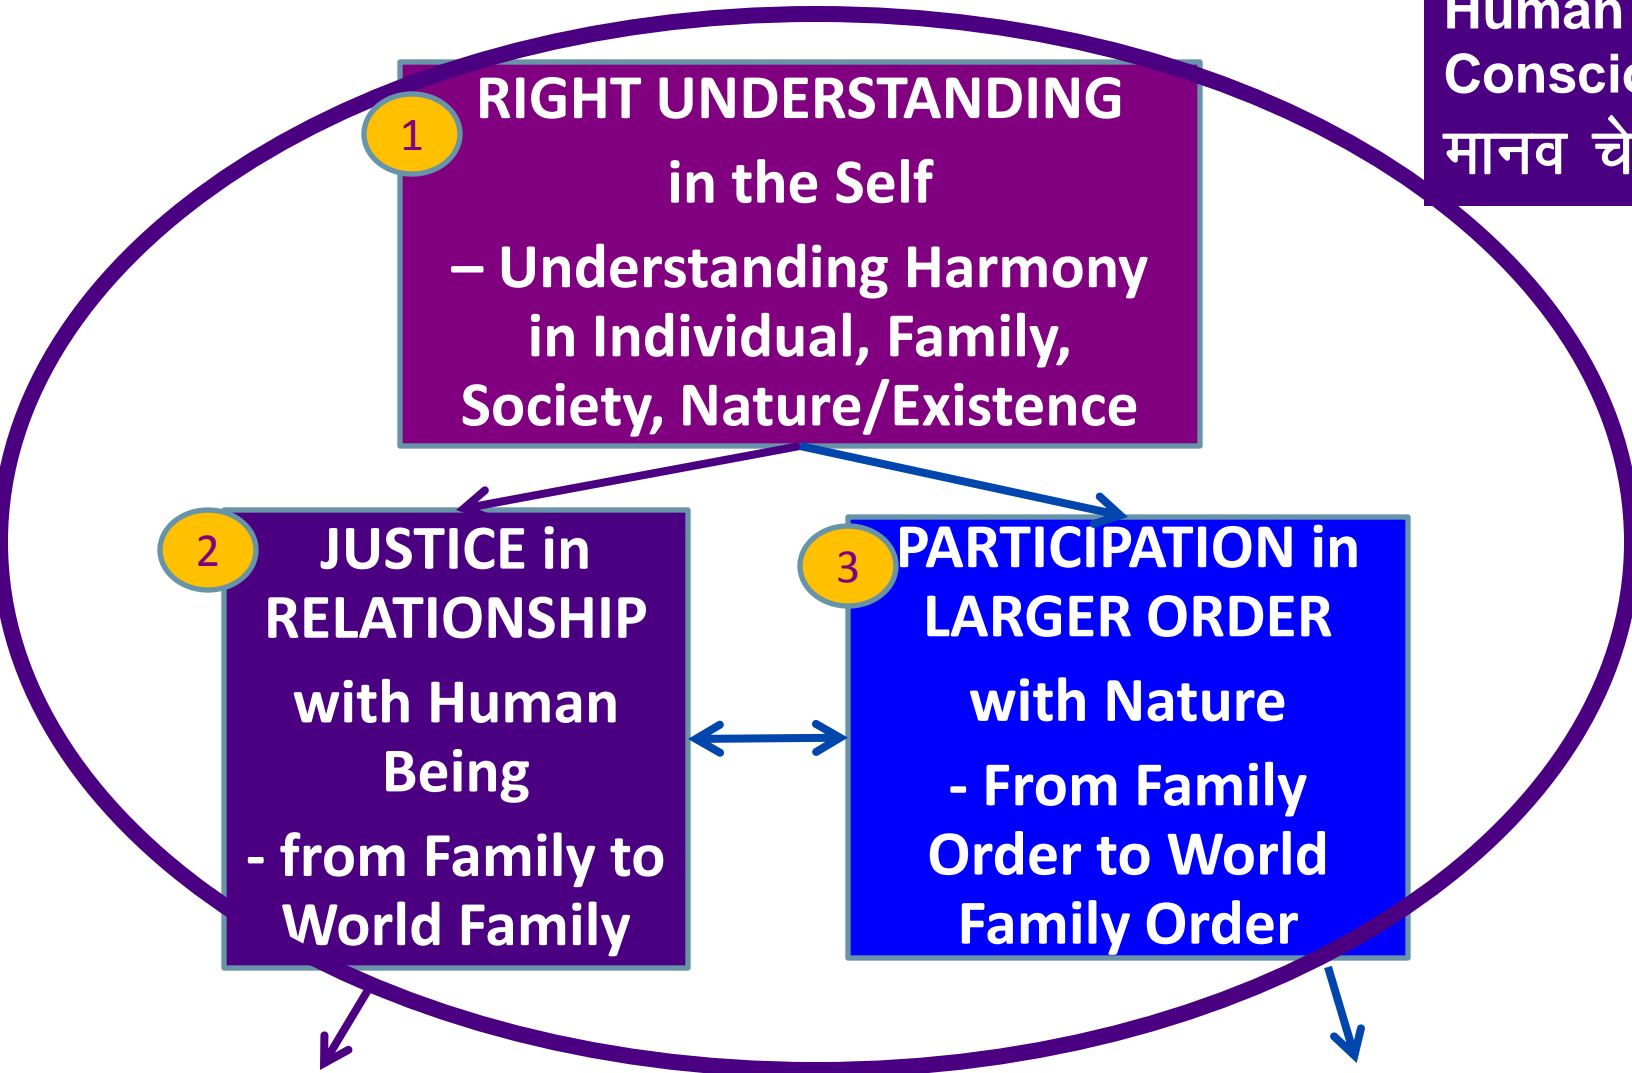 Human
मानव
1
RIGHT UNDERSTANDING
in the Self
– Understanding Harmony
in Individual, Family,
Society, Nature/Existence
2
JUSTICE in
RELATIONSHIP
with Human
Being
- from Family to
World Family
3
PARTICIPATION in
LARGER ORDER
with Nature
- From Family
Order to World
Family Order